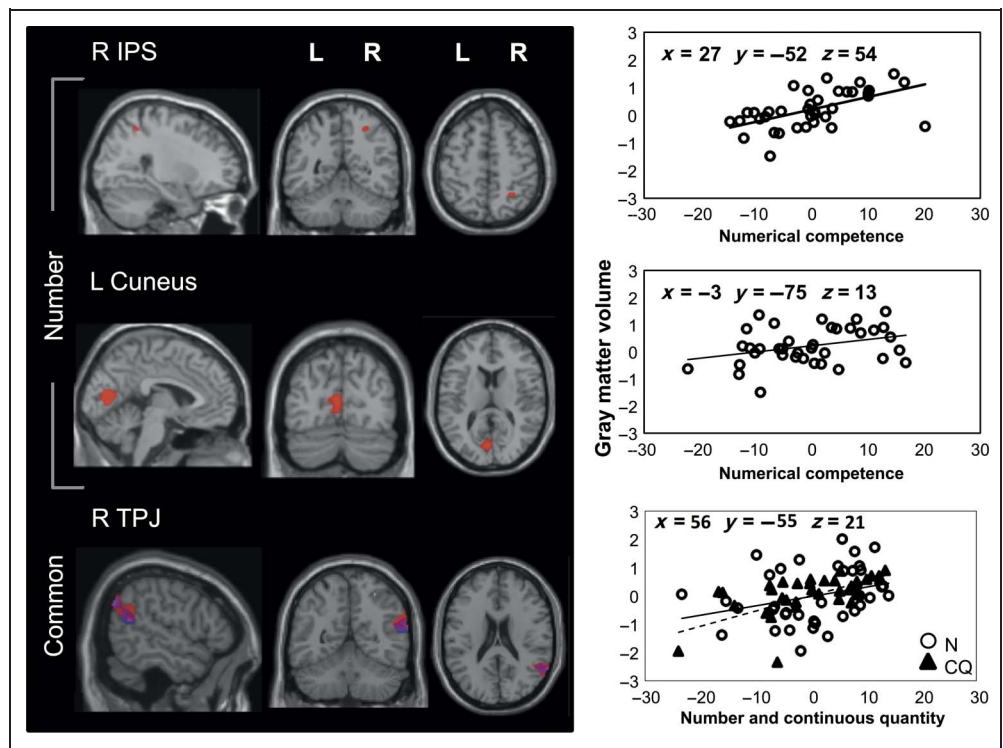 R IPS
L R L R
L Cuneus
R TPJ
Number
Common
x = 27 y = −52 z = 54
3
2
1
0
−1
−2
−3
−30 −20 −10 0 10 20 30
Numerical competence
x = −3 y = −75 z = 13
3
2
1
0
−1
−2
−3
−30 −20 −10 0 10 20 30
Numerical competence
Gray matter volume
x = 56 y = −55 z = 21
3
2
1
0
−1
−2
−3
N
CQ
−30 −20 −10 0 10 20
Number and continuous quantity